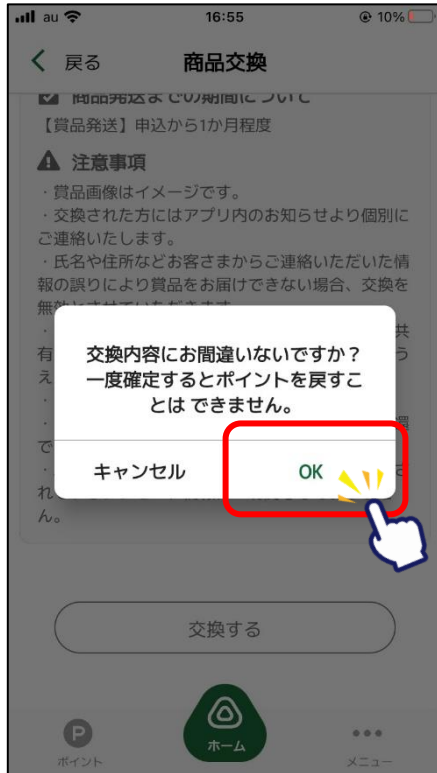 au
16:55
10%
戻る
商品交換
商品発送までの期間について
【賞品発送】申込から1か月程度
注意事項
・賞品画像はイメージです。
・交換された方にはアプリ内のお知らせより個別に
ご連絡いたします。
・氏名や住所などお客さまからご連絡いただいた情
報の誤りにより賞品をお届けできない場合、交換を
交換内容にお間違いないですか？
一度確定するとポイントを戻すこ
とは できません。
キャンセル
OK
ん。
交換する
P
ポイント
ホーム
メニュー